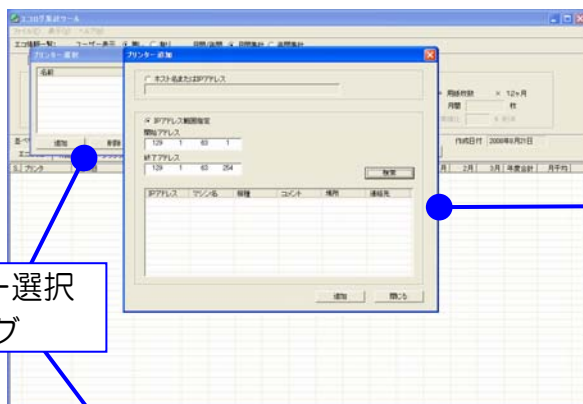 エコログ集計ツール
ファイル(F) 表示(V) ヘルプ(H)
プリンター選択
プリンター追加
名前
ホスト名またはIPアドレス
IPアドレス範囲指定
開始アドレス
129 1 63 1
終了アドレス
129 1 63 254
検索
IPアドレス マシン名 機種 コメント 場所 連絡先
追加 閉じる
追加 削除
用紙枚数 × 12ヶ月
年間 枚
作成日付 2008年8月21日
プリンタ
月 2月 3月 年度合計 月平均
ー選択
グ